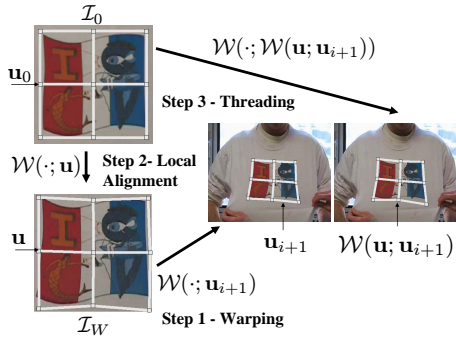 𝓘₀
𝓦(·; 𝓦(𝐮; 𝐮ᵢ₊₁))
𝐮₀
Step 3 - Threading
𝓦(·; 𝐮)
Step 2- Local
Alignment
𝐮
𝐮ᵢ₊₁
𝓦(𝐮; 𝐮ᵢ₊₁)
𝓦(·; 𝐮ᵢ₊₁)
𝓘_W
Step 1 - Warping